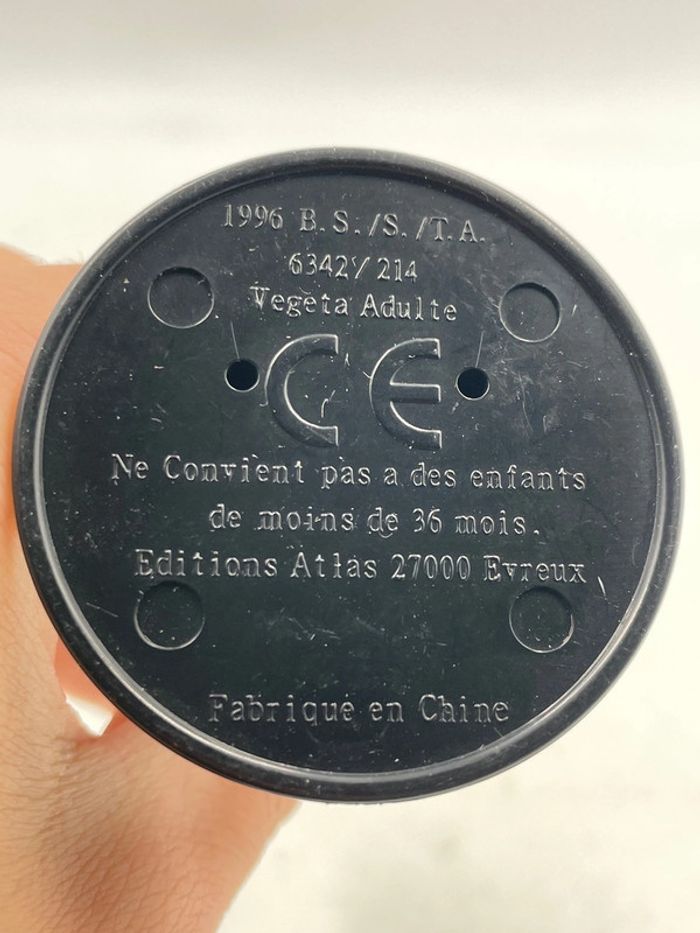 1996 B.S./S./T.A.
6342Y 214
Vegeta Adulte
CE
Ne Convient pas a des enfants
de moins de 36 mois.
Editions Atlas 27000 Evreux
Fabrique en Chine